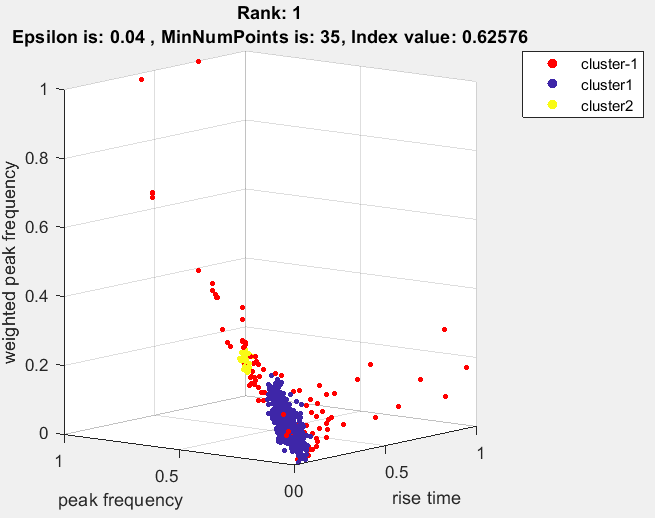 Rank: 1
Epsilon is: 0.04 , MinNumPoints is: 35, Index value: 0.62576
cluster-1
cluster1
cluster2
1
0.8
0.6
0.4
0.2
0
weighted peak frequency
1
0.5
0
peak frequency
0
0.5
1
rise time